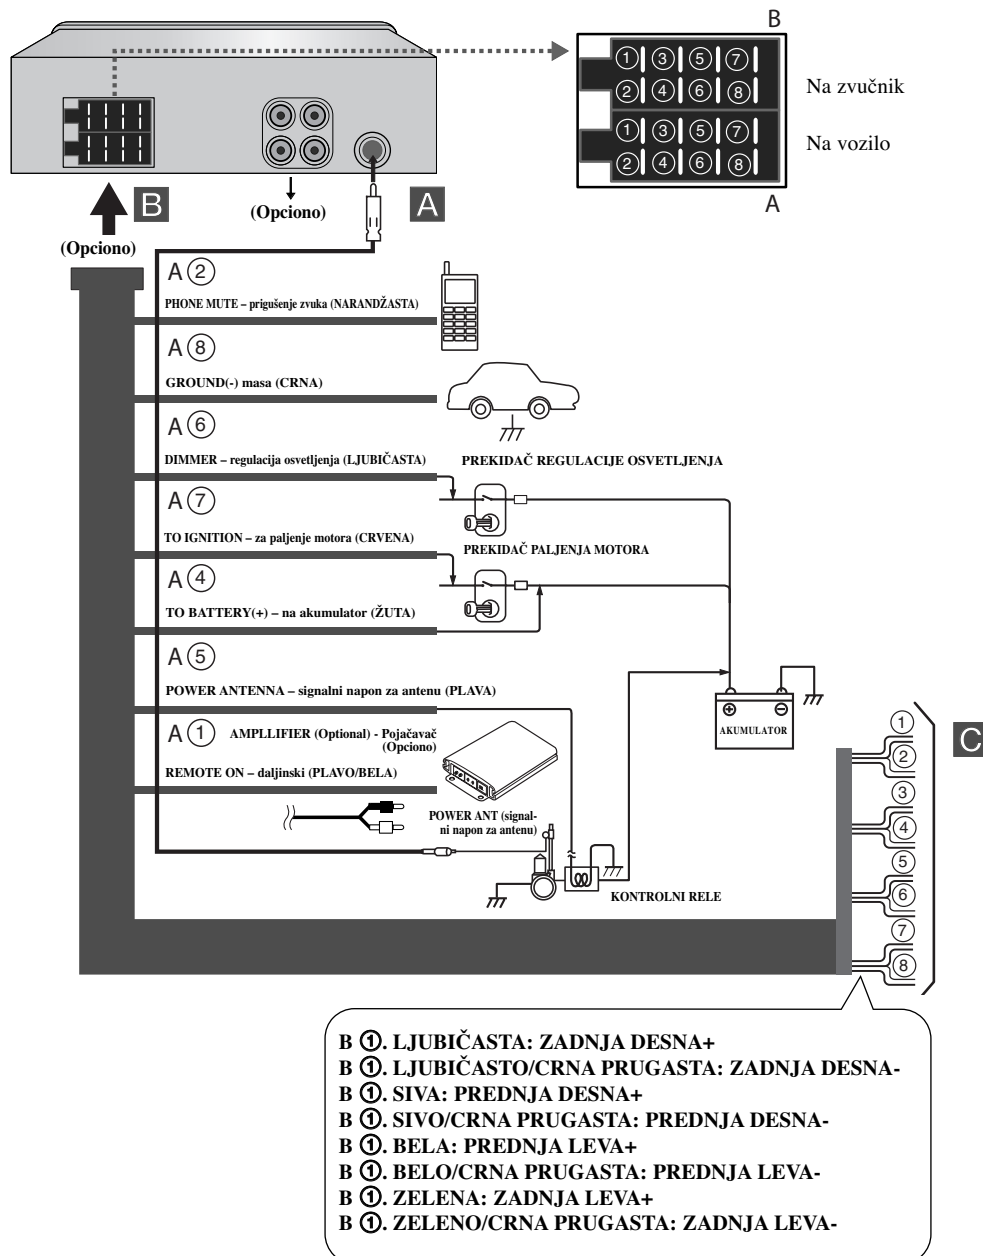 B
① ③ ⑤ ⑦
② ④ ⑥ ⑧
Na zvučnik
① ③ ⑤ ⑦
② ④ ⑥ ⑧
Na vozilo
A
B
(Opciono)
A
(Opciono)
A ②
PHONE MUTE – prigušenje zvuka (NARANDŽASTA)
A ⑧
GROUND(-) masa (CRNA)
A ⑥
DIMMER – regulacija osvetljenja (LJUBIČASTA)
PREKIDAČ REGULACIJE OSVETLJENJA
A ⑦
TO IGNITION – za paljenje motora (CRVENA)
PREKIDAČ PALJENJA MOTORA
A ④
TO BATTERY(+) – na akumulator (ŽUTA)
A ⑤
POWER ANTENNA – signalni napon za antenu (PLAVA)
AKUMULATOR
A ①
AMPLLIFIER (Optional) - Pojačavač
(Opciono)
REMOTE ON – daljinski (PLAVO/BELA)
POWER ANT (signal-
ni napon za antenu)
KONTROLNI RELE
C
①
②
③
④
⑤
⑥
⑦
⑧
B ①. LJUBIČASTA: ZADNJA DESNA+
B ①. LJUBIČASTO/CRNA PRUGASTA: ZADNJA DESNA-
B ①. SIVA: PREDNJA DESNA+
B ①. SIVO/CRNA PRUGASTA: PREDNJA DESNA-
B ①. BELA: PREDNJA LEVA+
B ①. BELO/CRNA PRUGASTA: PREDNJA LEVA-
B ①. ZELENA: ZADNJA LEVA+
B ①. ZELENO/CRNA PRUGASTA: ZADNJA LEVA-